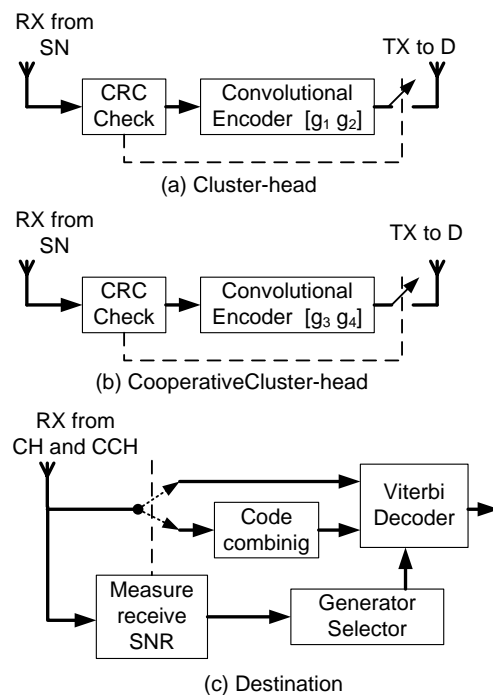 RX from
SN
TX to D
CRC
Check
Convolutional
Encoder [g₁ g₂]
(a) Cluster-head
RX from
SN
TX to D
CRC
Check
Convolutional
Encoder [g₃ g₄]
(b) CooperativeCluster-head
RX from
CH and CCH
Viterbi
Decoder
Code
combinig
Measure
receive
SNR
Generator
Selector
(c) Destination